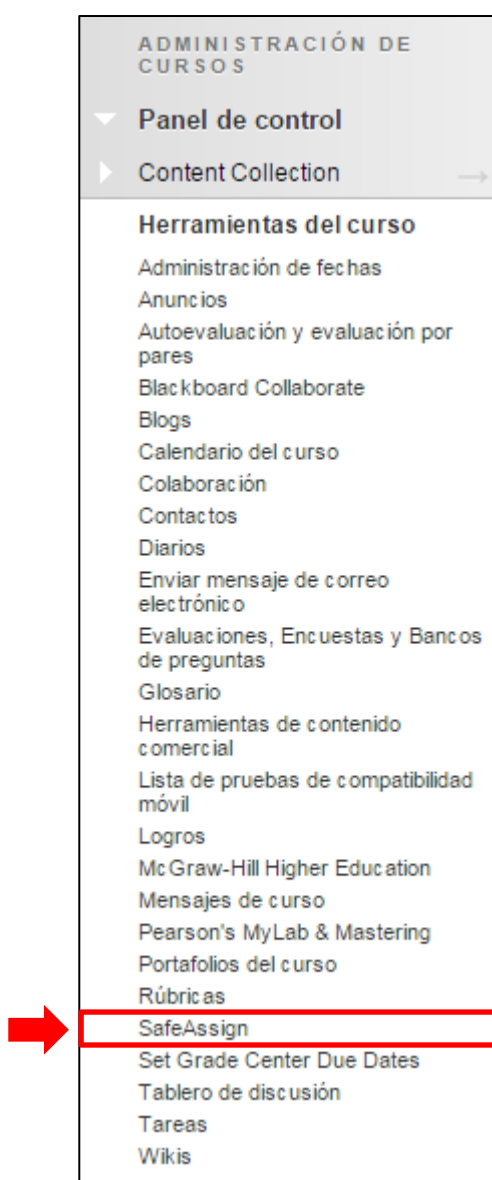 ADMINISTRACIÓN DE
CURSOS
Panel de control
Content Collection
Herramientas del curso
Administración de fechas
Anuncios
Autoevaluación y evaluación por
pares
Blackboard Collaborate
Blogs
Calendario del curso
Colaboración
Contactos
Diarios
Enviar mensaje de correo
electrónico
Evaluaciones, Encuestas y Bancos
de preguntas
Glosario
Herramientas de contenido
comercial
Lista de pruebas de compatibilidad
móvil
Logros
McGraw-Hill Higher Education
Mensajes de curso
Pearson's MyLab & Mastering
Portafolios del curso
Rúbricas
SafeAssign
Set Grade Center Due Dates
Tablero de discusión
Tareas
Wikis